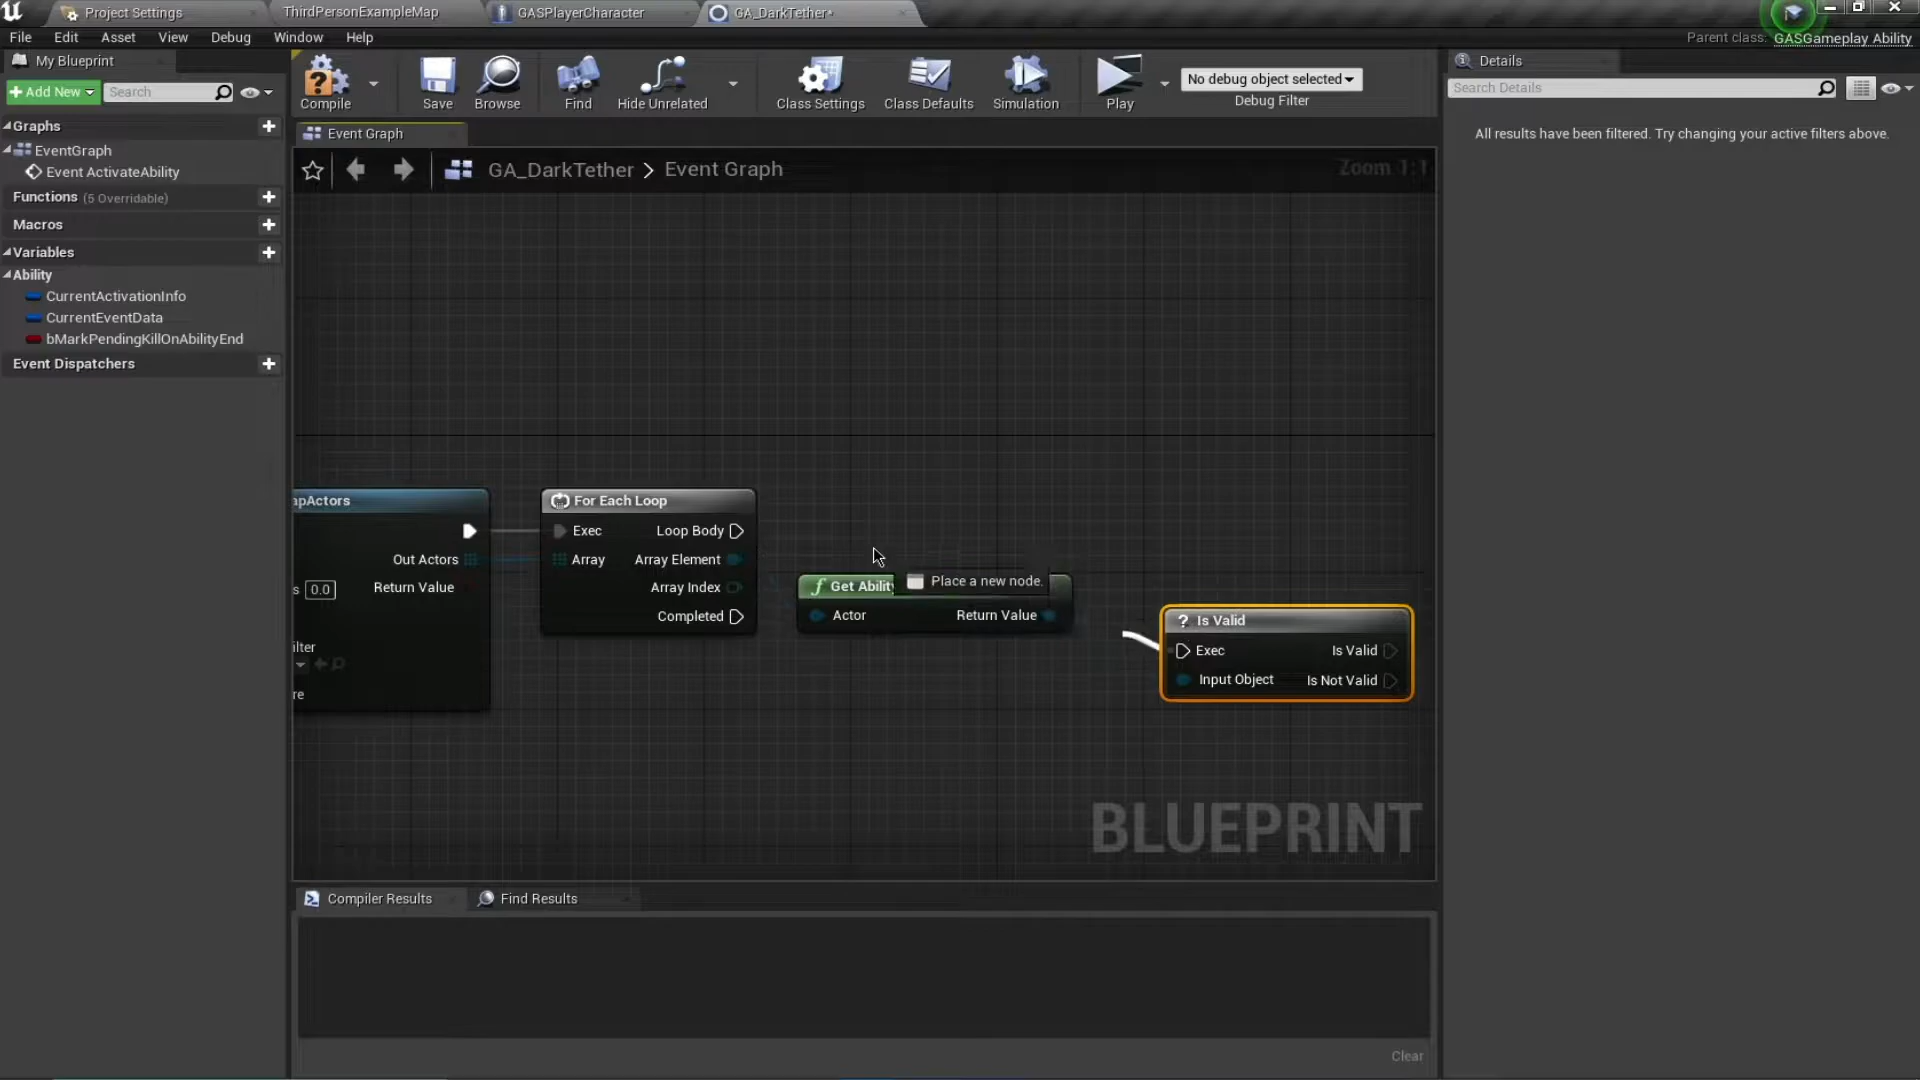 Project Settings
ThirdPersonExampleMap
GASPlayerCharacter
GA_DarkTether*
File Edit Asset View Debug Window Help
Parent class: GASGameplay Ability
My Blueprint
Add New
Search
Graphs
EventGraph
Event ActivateAbility
Functions (5 Overridable)
Macros
Variables
Ability
CurrentActivationInfo
CurrentEventData
bMarkPendingKillOnAbilityEnd
Event Dispatchers
Compile
Save
Browse
Find
Hide Unrelated
Class Settings
Class Defaults
Simulation
Play
No debug object selected
Debug Filter
Event Graph
GA_DarkTether > Event Graph
Zoom 1:1
pActors
Out Actors
s 0.0
Return Value
ilter
re
For Each Loop
Exec Loop Body
Array Array Element
Array Index
Completed
Get Ability
Place a new node.
Actor Return Value
Is Valid
Exec Is Valid
Input Object Is Not Valid
BLUEPRINT
Compiler Results
Find Results
Clear
Details
Search Details
All results have been filtered. Try changing your active filters above.